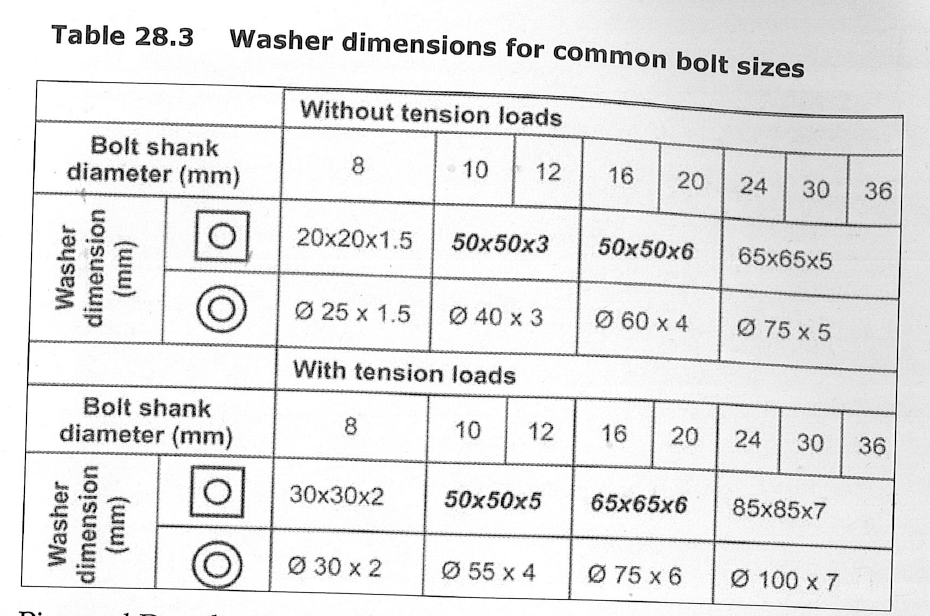 Table 28.3 Washer dimensions for common bolt sizes
Without tension loads
Bolt shank
diameter (mm)
8 10 12 16 20 24 30 36
Washer
dimension
(mm)
20x20x1.5 50x50x3 50x50x6 65x65x5
Ø 25 x 1.5 Ø 40 x 3 Ø 60 x 4 Ø 75 x 5
With tension loads
Bolt shank
diameter (mm)
8 10 12 16 20 24 30 36
Washer
dimension
(mm)
30x30x2 50x50x5 65x65x6 85x85x7
Ø 30 x 2 Ø 55 x 4 Ø 75 x 6 Ø 100 x 7